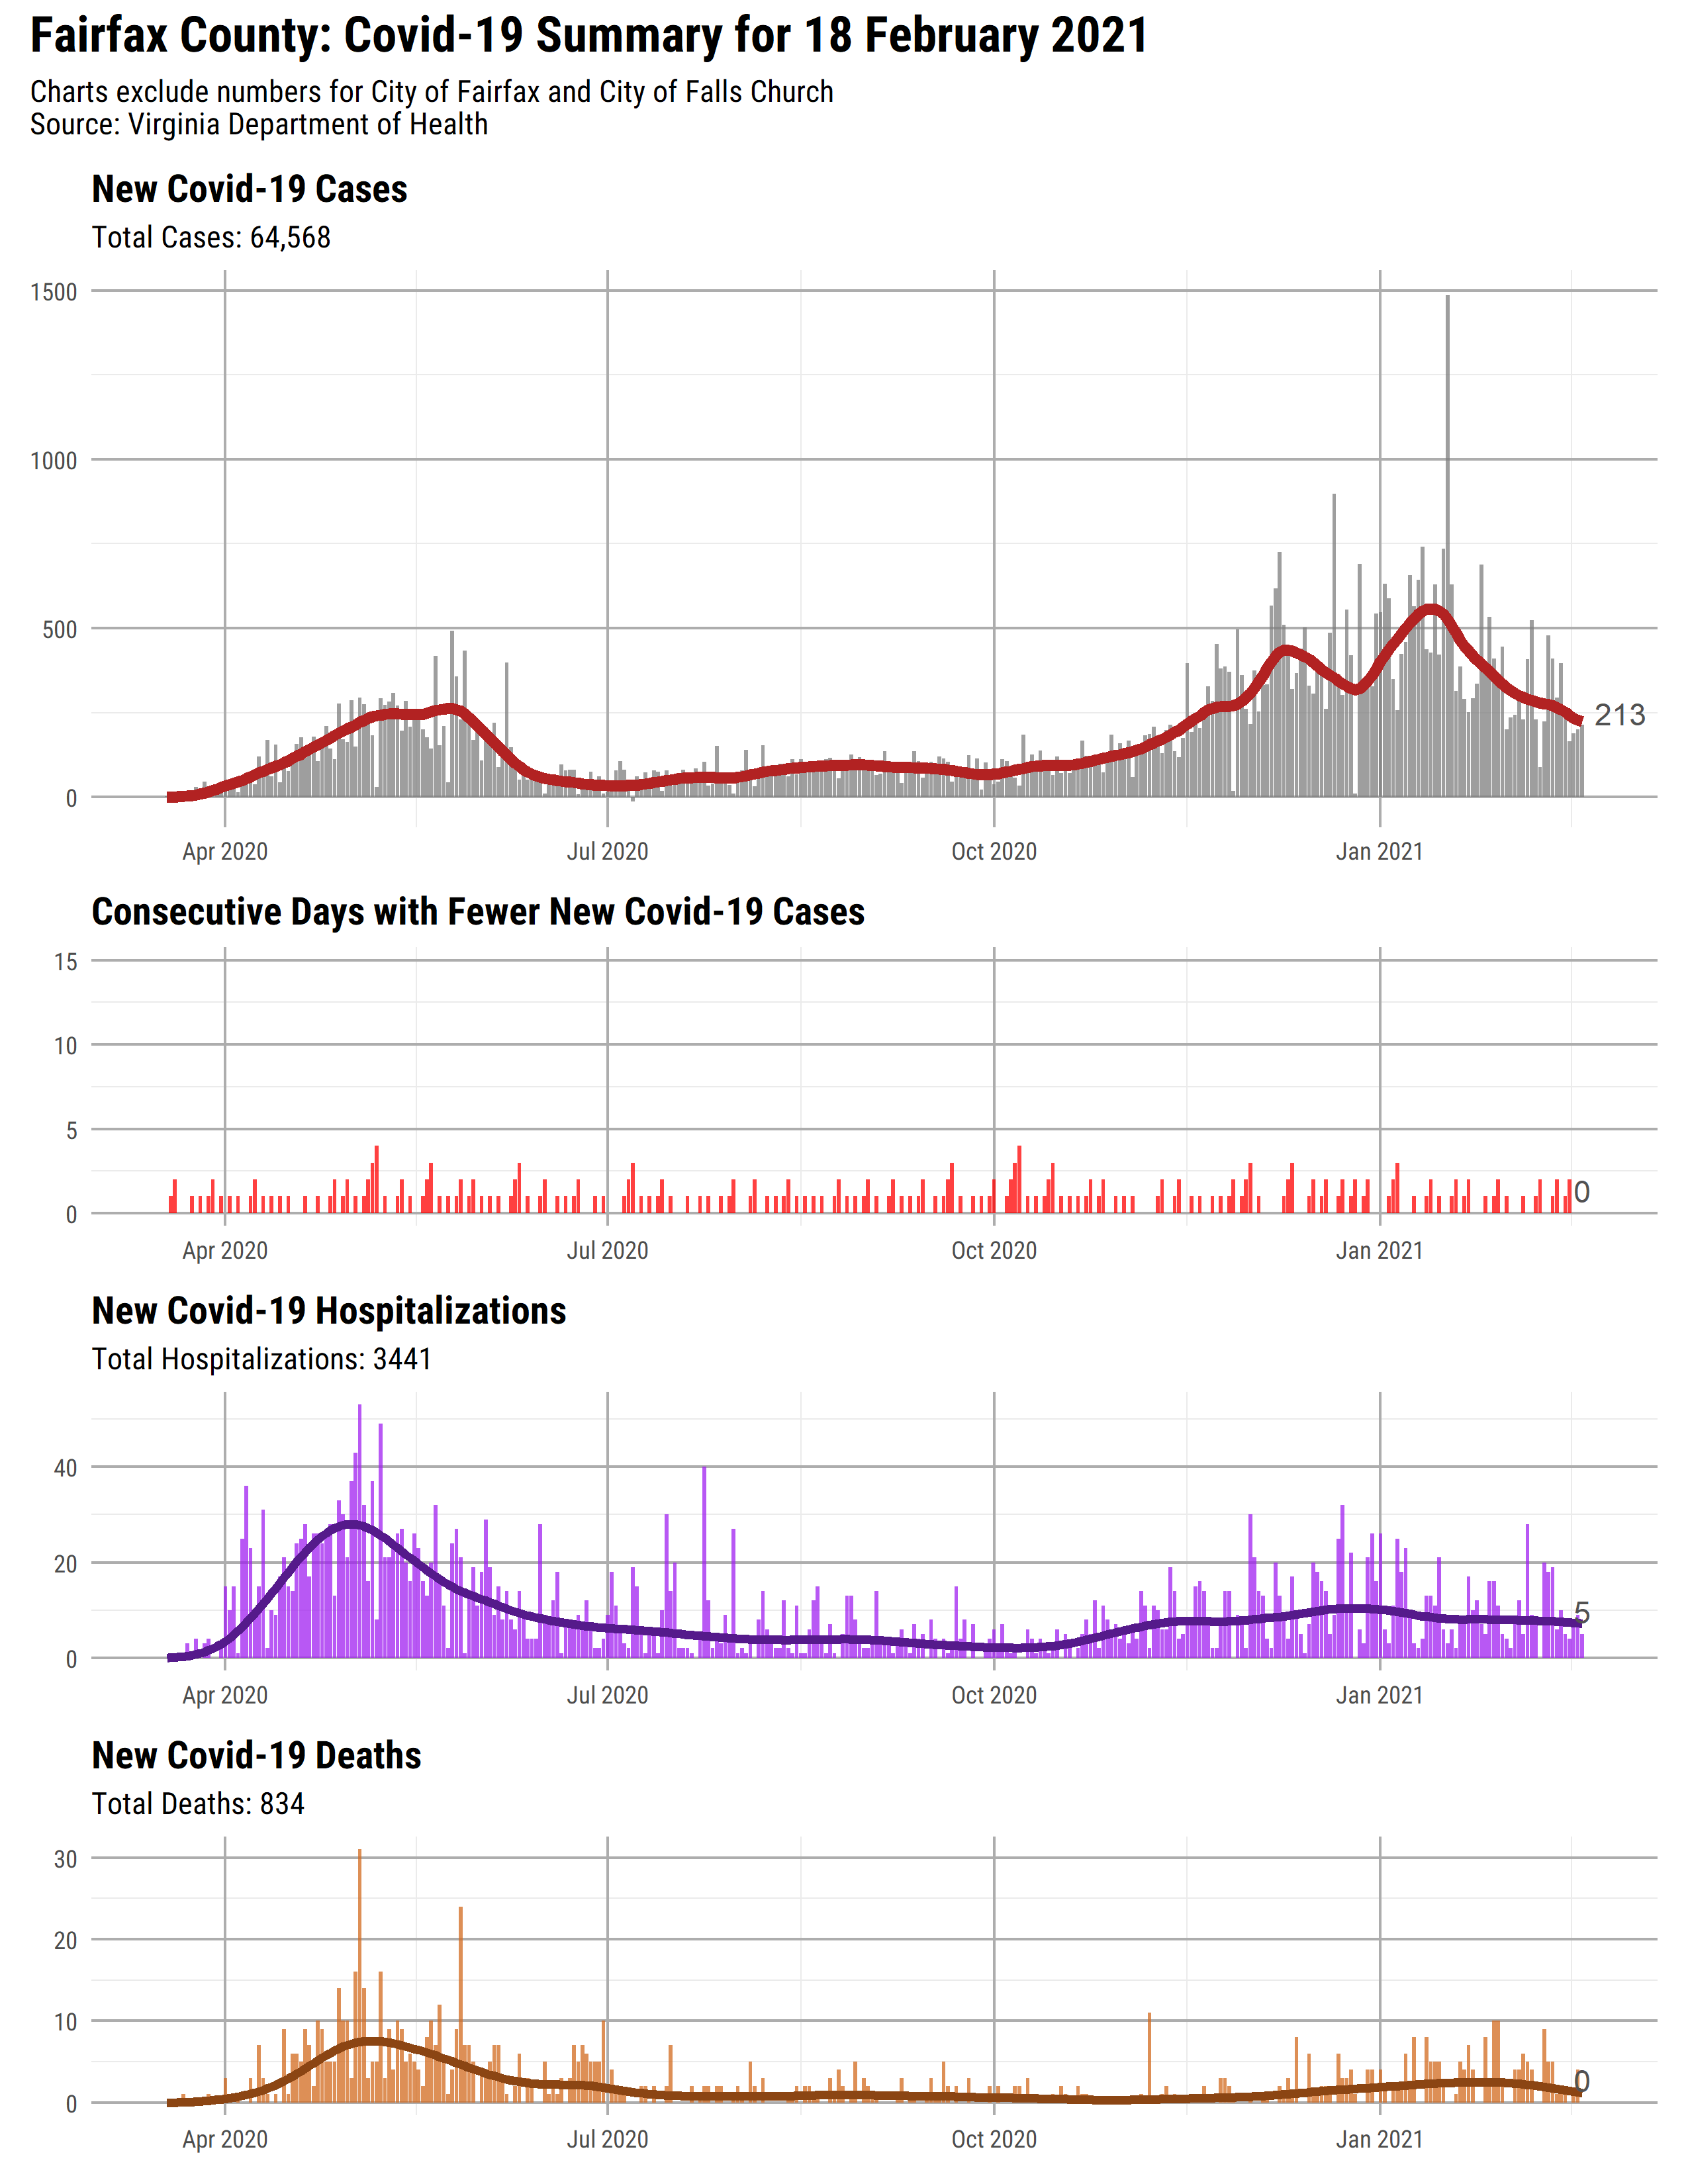 Fairfax County: Covid-19 Summary for 18 February 2021
Charts exclude numbers for City of Fairfax and City of Falls Church
Source: Virginia Department of Health
New Covid-19 Cases
Total Cases: 64,568
1500
1000
500
0
213
Apr 2020
Jul 2020
Oct 2020
Jan 2021
Consecutive Days with Fewer New Covid-19 Cases
15
10
5
0
0
Apr 2020
Jul 2020
Oct 2020
Jan 2021
New Covid-19 Hospitalizations
Total Hospitalizations: 3441
40
20
0
5
Apr 2020
Jul 2020
Oct 2020
Jan 2021
New Covid-19 Deaths
Total Deaths: 834
30
20
10
0
0
Apr 2020
Jul 2020
Oct 2020
Jan 2021